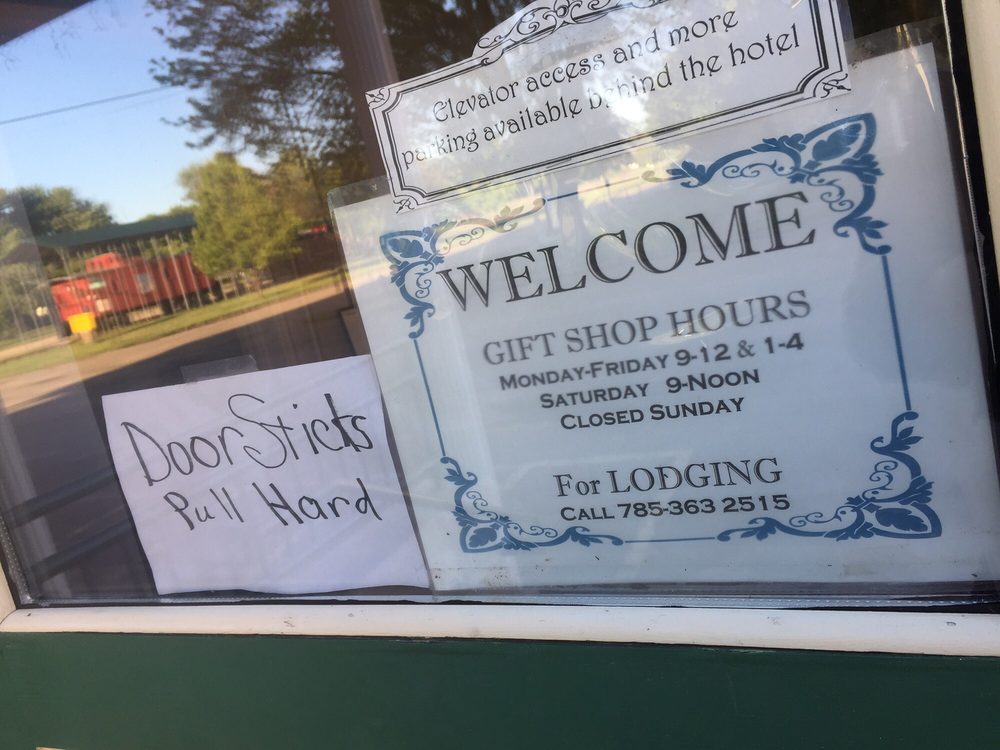 Elevator access and more
parking available behind the hotel
WELCOME
GIFT SHOP HOURS
MONDAY-FRIDAY 9-12 & 1-4
SATURDAY 9-NOON
CLOSED SUNDAY
For LODGING
CALL 785-363 2515
Door Sticks
Pull Hard